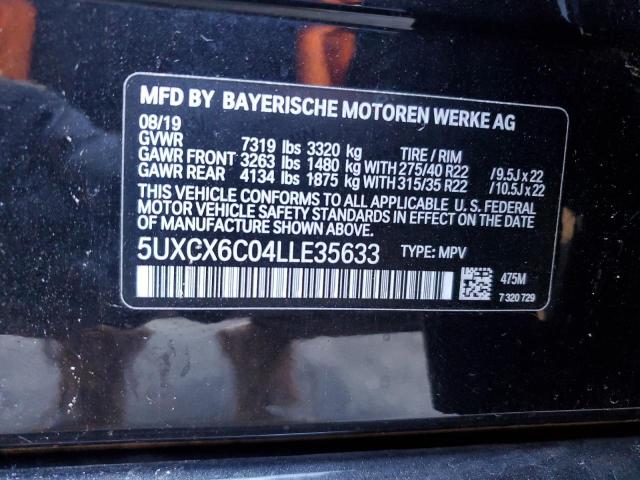 MFD BY BAYERISCHE MOTOREN WERKE AG
08/19
GVWR 7319 lbs 3320 kg TIRE / RIM
GAWR FRONT 3263 lbs 1480 kg WITH 275/40 R22 /9.5J x 22
GAWR REAR 4134 lbs 1875 kg WITH 315/35 R22 /10.5J x 22
THIS VEHICLE CONFORMS TO ALL APPLICABLE U. S. FEDERAL
MOTOR VEHICLE SAFETY STANDARDS IN EFFECT ON THE DATE
OF MANUFACTURE SHOWN ABOVE.
5UXCX6C04LLE35633 TYPE: MPV
475M
7 320 729